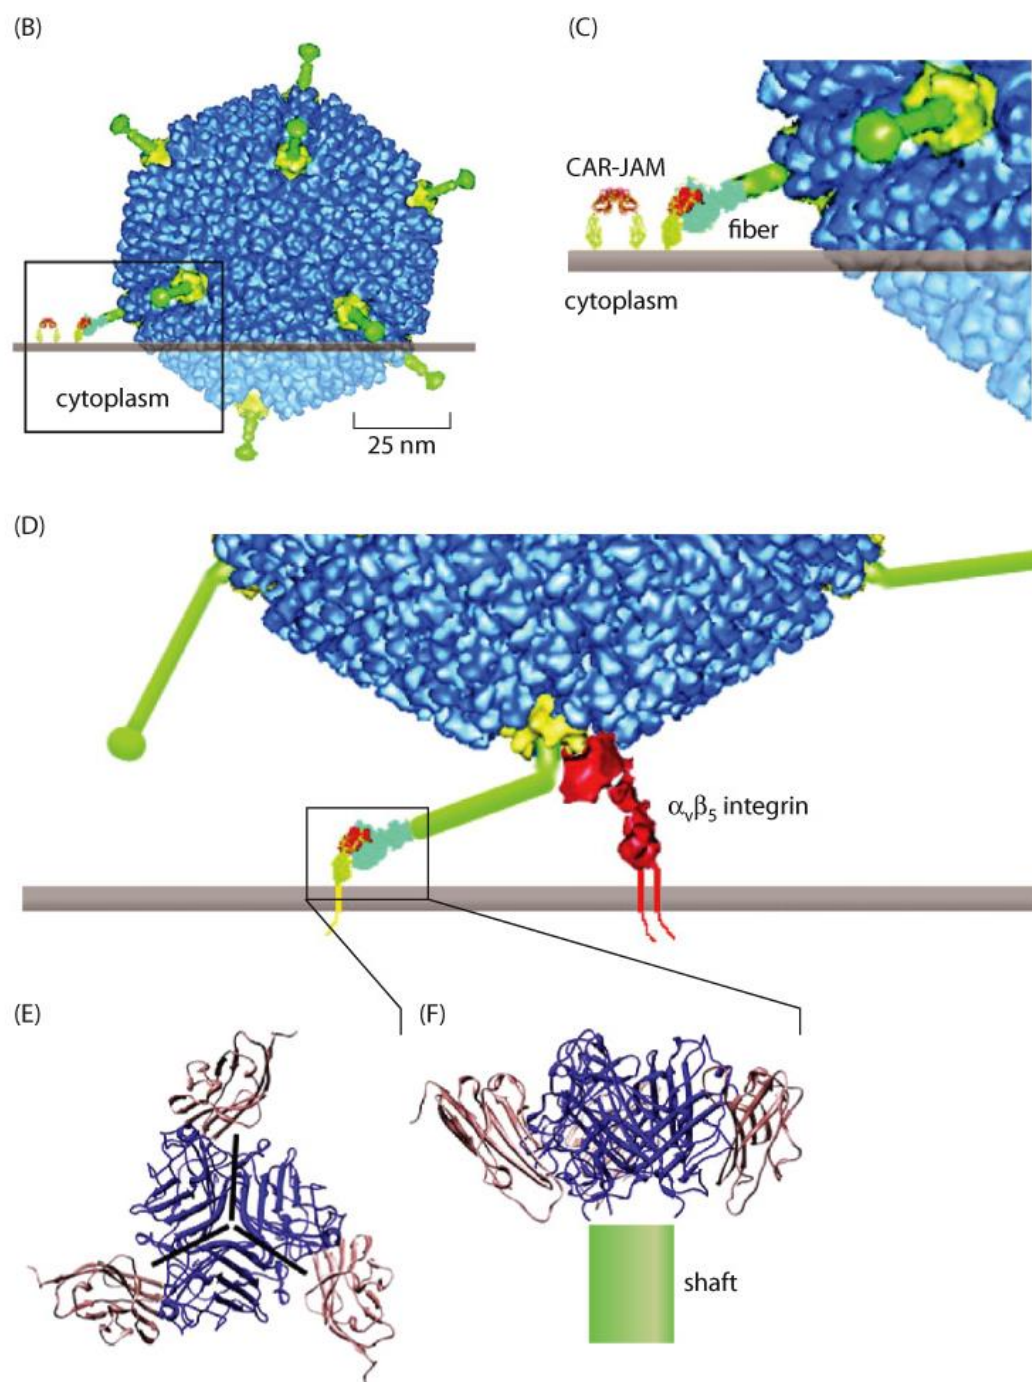 (B)
cytoplasm
25 nm
(C)
CAR-JAM
fiber
cytoplasm
(D)
αvβ5 integrin
(E)
(F)
shaft